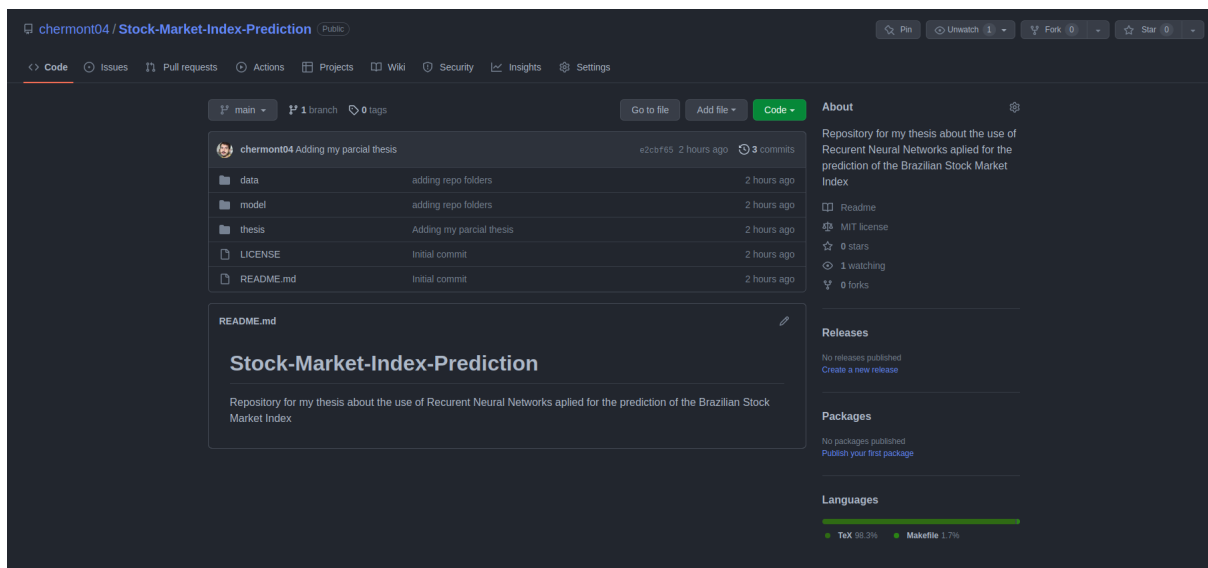 chermont04 / Stock-Market-Index-Prediction Public
Pin Unwatch 1 Fork 0 Star 0
Code Issues Pull requests Actions Projects Wiki Security Insights Settings
main 1 branch 0 tags Go to file Add file Code
chermont04 Adding my parcial thesis e2cbf65 2 hours ago 3 commits
data adding repo folders 2 hours ago
model adding repo folders 2 hours ago
thesis Adding my parcial thesis 2 hours ago
LICENSE Initial commit 2 hours ago
README.md Initial commit 2 hours ago
README.md
Stock-Market-Index-Prediction
Repository for my thesis about the use of Recurent Neural Networks aplied for the prediction of the Brazilian Stock
Market Index
About
Repository for my thesis about the use of
Recurent Neural Networks aplied for the
prediction of the Brazilian Stock Market
Index
Readme
MIT license
0 stars
1 watching
0 forks
Releases
No releases published
Create a new release
Packages
No packages published
Publish your first package
Languages
TeX 98.3% Makefile 1.7%